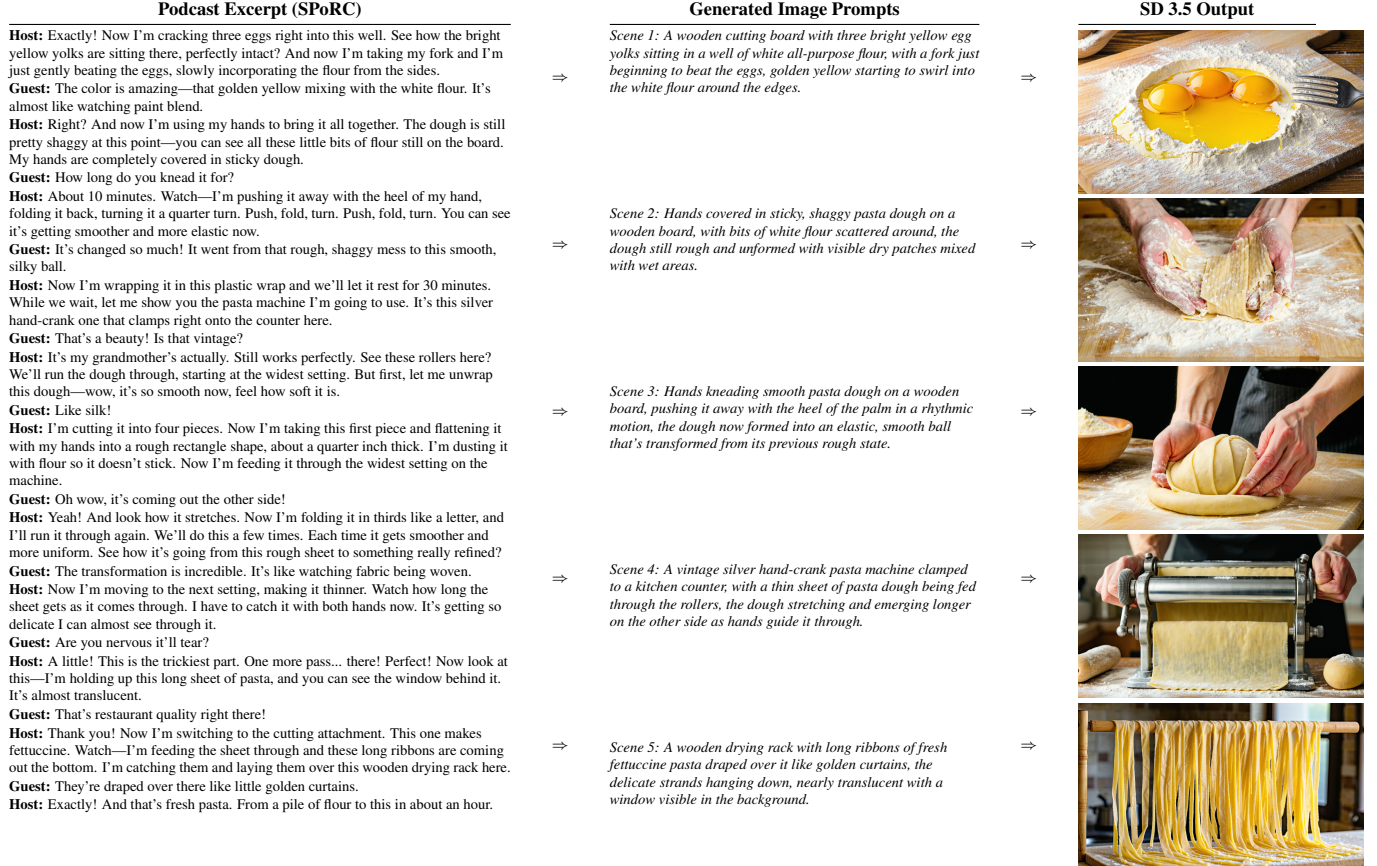 Podcast Excerpt (SPoRC)
Host: Exactly! Now I'm cracking three eggs right into this well. See how the bright
yellow yolks are sitting there, perfectly intact? And now I'm taking my fork and I'm
just gently beating the eggs, slowly incorporating the flour from the sides.
Guest: The color is amazing—that golden yellow mixing with the white flour. It's
almost like watching paint blend.
Host: Right? And now I'm using my hands to bring it all together. The dough is still
pretty shaggy at this point—you can see all these little bits of flour still on the board.
My hands are completely covered in sticky dough.
Guest: How long do you knead it for?
Host: About 10 minutes. Watch—I'm pushing it away with the heel of my hand,
folding it back, turning it a quarter turn. Push, fold, turn. Push, fold, turn. You can see
it's getting smoother and more elastic now.
Guest: It's changed so much! It went from that rough, shaggy mess to this smooth,
silky ball.
Host: Now I'm wrapping it in this plastic wrap and we'll let it rest for 30 minutes.
While we wait, let me show you the pasta machine I'm going to use. It's this silver
hand-crank one that clamps right onto the counter here.
Guest: That's a beauty! Is that vintage?
Host: It's my grandmother's actually. Still works perfectly. See these rollers here?
We'll run the dough through, starting at the widest setting. But first, let me unwrap
this dough—wow, it's so smooth now, feel how soft it is.
Guest: Like silk!
Host: I'm cutting it into four pieces. Now I'm taking this first piece and flattening it
with my hands into a rough rectangle shape, about a quarter inch thick. I'm dusting it
with flour so it doesn't stick. Now I'm feeding it through the widest setting on the
machine.
Guest: Oh wow, it's coming out the other side!
Host: Yeah! And look how it stretches. Now I'm folding it in thirds like a letter, and
I'll run it through again. We'll do this a few times. Each time it gets smoother and
more uniform. See how it's going from this rough sheet to something really refined?
Guest: The transformation is incredible. It's like watching fabric being woven.
Host: Now I'm moving to the next setting, making it thinner. Watch how long the
sheet gets as it comes through. I have to catch it with both hands now. It's getting so
delicate I can almost see through it.
Guest: Are you nervous it'll tear?
Host: A little! This is the trickiest part. One more pass... there! Perfect! Now look at
this—I'm holding up this long sheet of pasta, and you can see the window behind it.
It's almost translucent.
Guest: That's restaurant quality right there!
Host: Thank you! Now I'm switching to the cutting attachment. This one makes
fettuccine. Watch—I'm feeding the sheet through and these long ribbons are coming
out the bottom. I'm catching them and laying them over this wooden drying rack here.
Guest: They're draped over there like little golden curtains.
Host: Exactly! And that's fresh pasta. From a pile of flour to this in about an hour.
Generated Image Prompts
Scene 1: A wooden cutting board with three bright yellow egg
yolks sitting in a well of white all-purpose flour, with a fork just
beginning to beat the eggs, golden yellow starting to swirl into
the white flour around the edges.
Scene 2: Hands covered in sticky, shaggy pasta dough on a
wooden board, with bits of white flour scattered around, the
dough still rough and unformed with visible dry patches mixed
with wet areas.
Scene 3: Hands kneading smooth pasta dough on a wooden
board, pushing it away with the heel of the palm in a rhythmic
motion, the dough now formed into an elastic, smooth ball
that's transformed from its previous rough state.
Scene 4: A vintage silver hand-crank pasta machine clamped
to a kitchen counter, with a thin sheet of pasta dough being fed
through the rollers, the dough stretching and emerging longer
on the other side as hands guide it through.
Scene 5: A wooden drying rack with long ribbons of fresh
fettuccine pasta draped over it like golden curtains, the
delicate strands hanging down, nearly translucent with a
window visible in the background.
SD 3.5 Output
⇒ ⇒
⇒ ⇒
⇒ ⇒
⇒ ⇒
⇒ ⇒